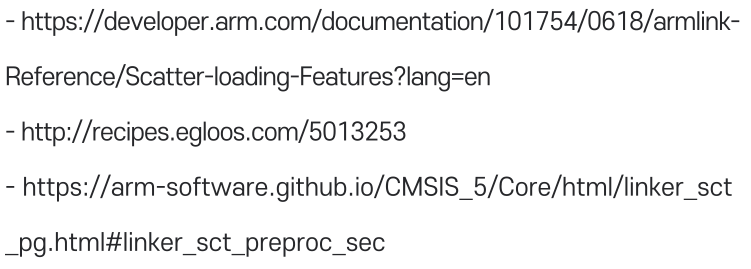 - https://developer.arm.com/documentation/101754/0618/armlink-
Reference/Scatter-loading-Features?lang=en
- http://recipes.egloos.com/5013253
- https://arm-software.github.io/CMSIS_5/Core/html/linker_sct
_pg.html#linker_sct_preproc_sec